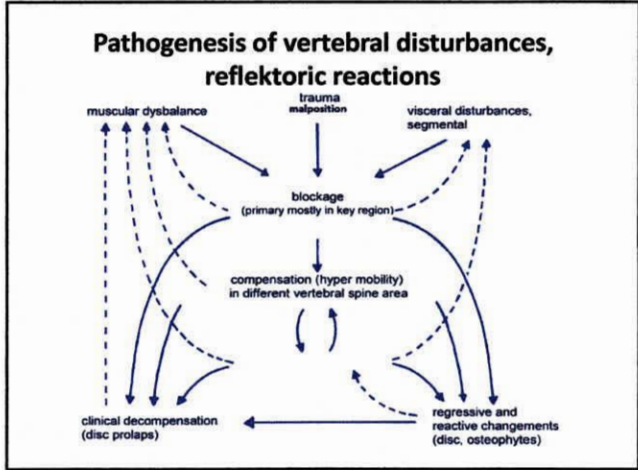 Pathogenesis of vertebral disturbances,
reflektoric reactions
muscular dysbalance
trauma
malposition
visceral disturbances,
segmental
blockage
(primary mostly in key region)
compensation (hyper mobility)
in different vertebral spine area
clinical decompensation
(disc prolaps)
regressive and
reactive changements
(disc, osteophytes)